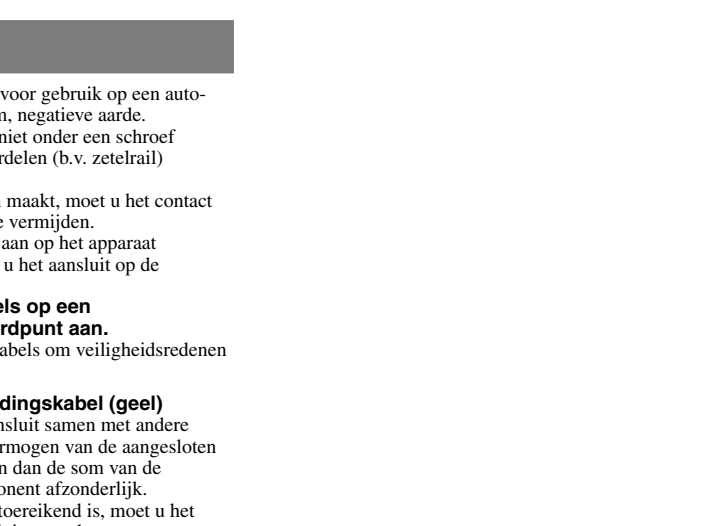 voor gebruik op een auto-
, negatieve aarde.
niet onder een schroef
rdelen (b.v. zetelrail)
maakt, moet u het contact
e vermijden.
aan op het apparaat
u het aansluit op de
els op een
rdpunt aan.
abels om veiligheidsredenen
dingskabel (geel)
nsluit samen met andere
rmogen van de aangesloten
n dan de som van de
onent afzonderlijk.
toereikend is, moet u het